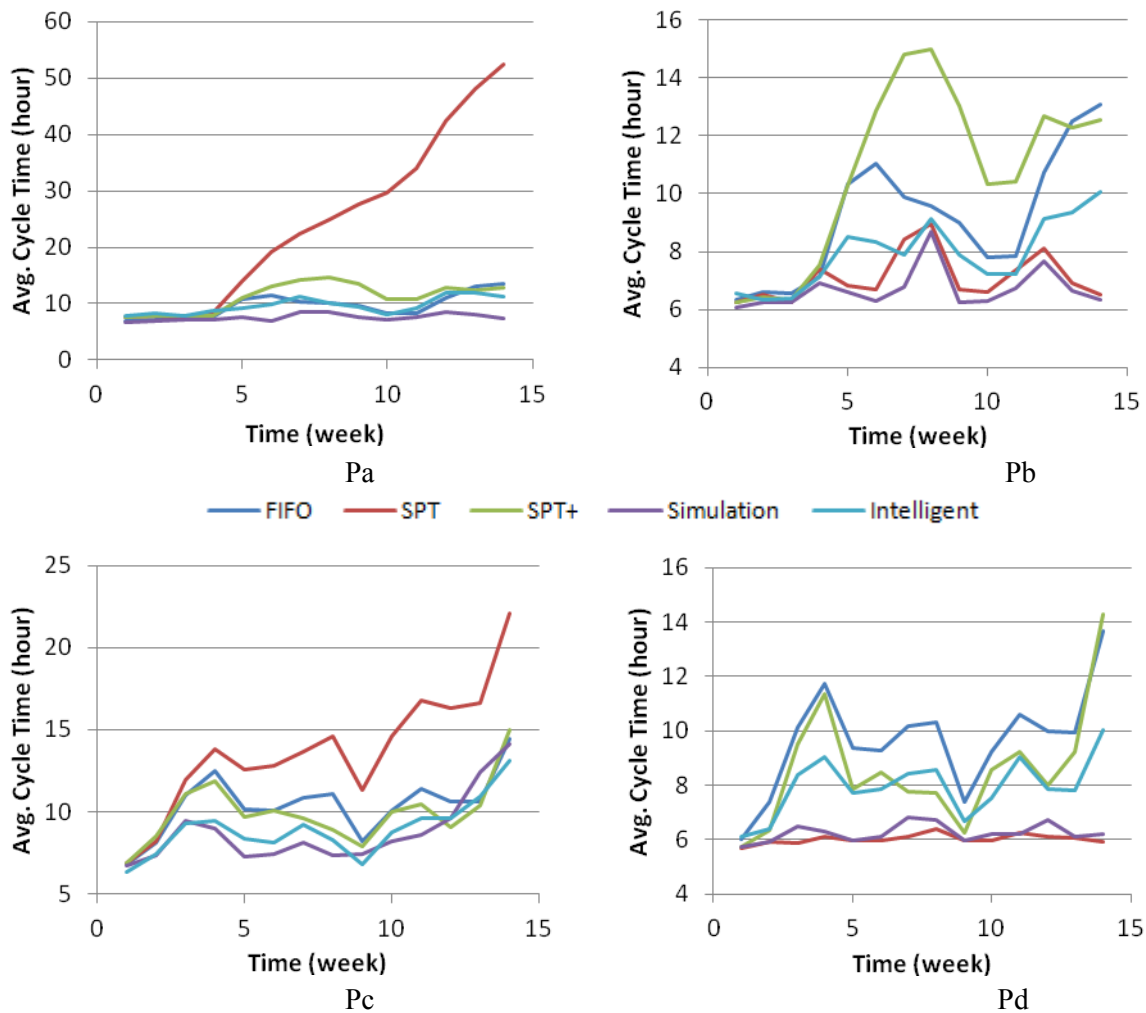 60
50
40
30
20
10
0
Avg. Cycle Time (hour)
0 5 10 15
Time (week)
Pa
16
14
12
10
8
6
4
Avg. Cycle Time (hour)
0 5 10 15
Time (week)
Pb
FIFO SPT SPT+ Simulation Intelligent
25
20
15
10
5
Avg. Cycle Time (hour)
0 5 10 15
Time (week)
Pc
16
14
12
10
8
6
4
Avg. Cycle Time (hour)
0 5 10 15
Time (week)
Pd